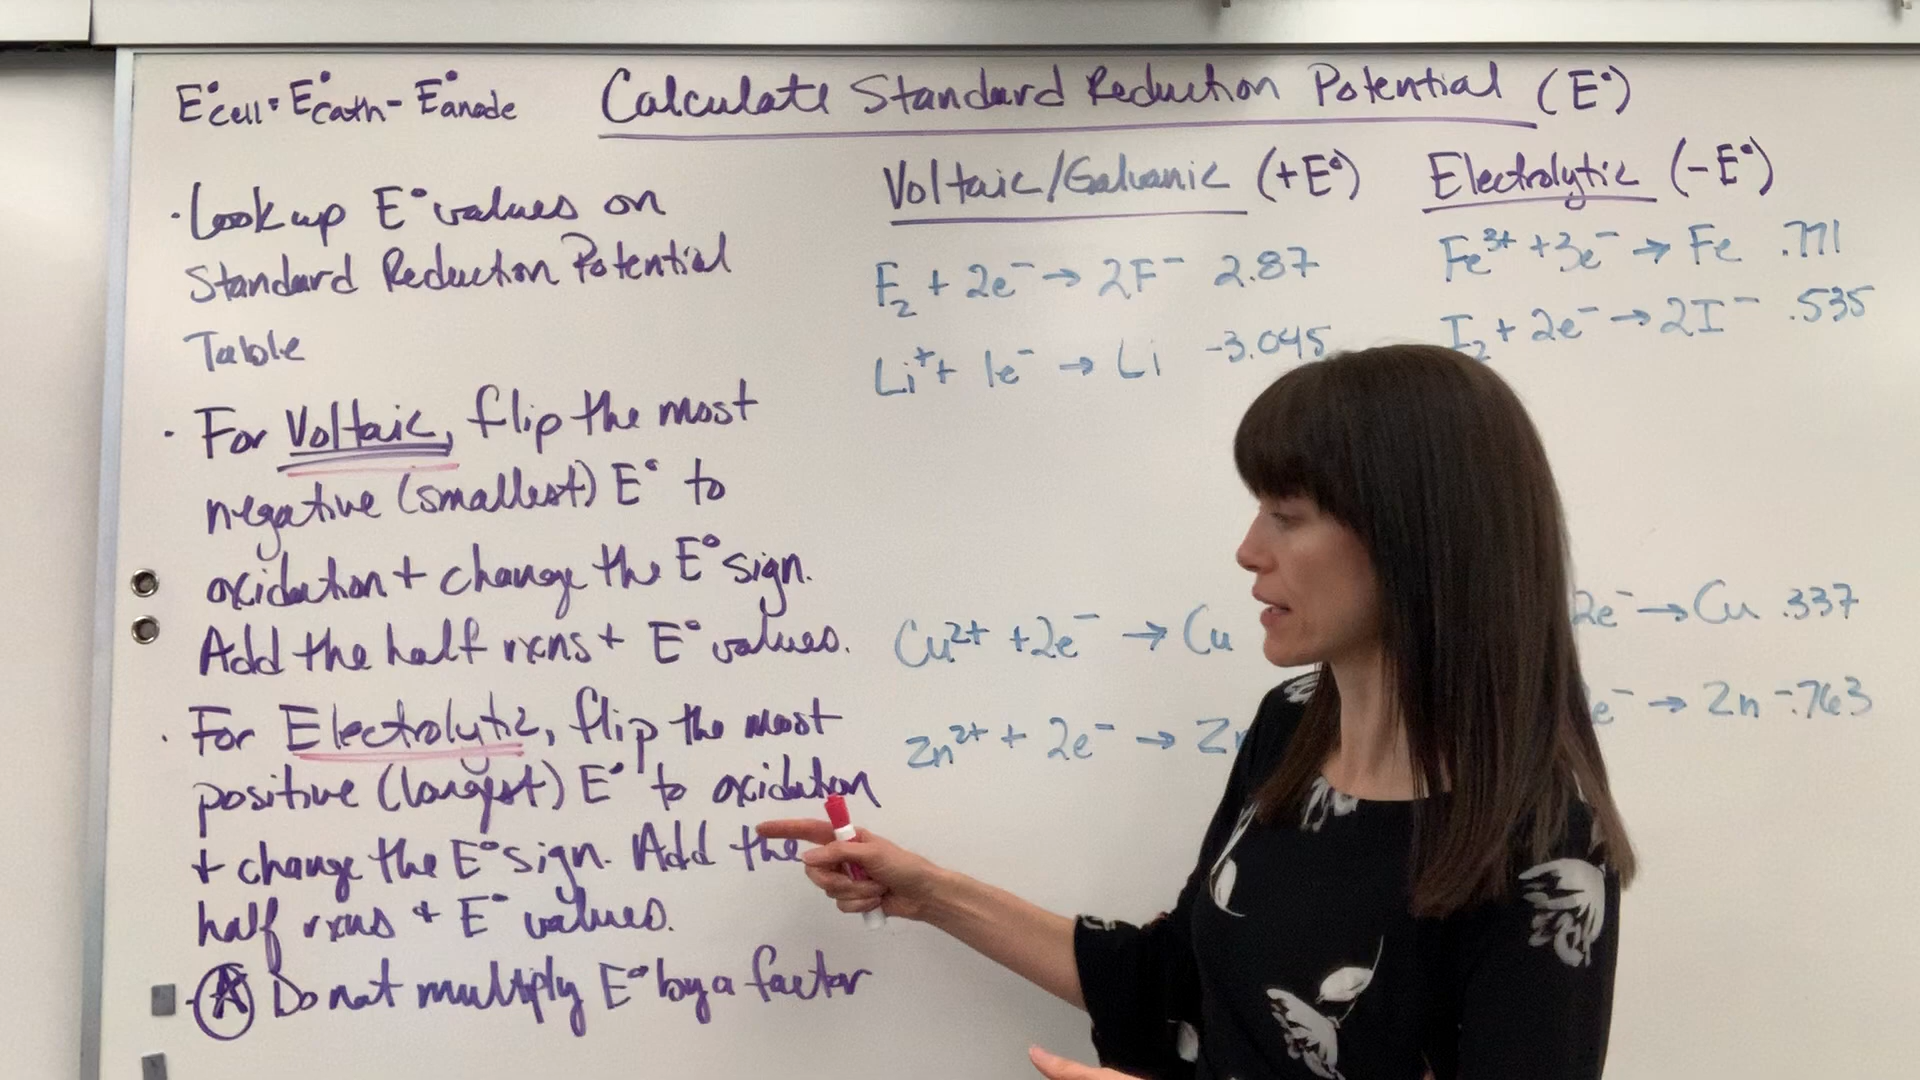 E°cell = E°cath - E°anode
Calculate Standard Reduction Potential (E°)
· Look up E° values on
Standard Reduction Potential
Table
· For Voltaic, flip the most
negative (smallest) E° to
oxidation + change the E° sign.
Add the half rxns + E° values.
· For Electrolytic, flip the most
positive (largest) E° to oxidation
+ change the E° sign. Add the
half rxns + E° values.
· Do not multiply E° by a factor
Voltaic/Galvanic (+E°)
F₂ + 2e⁻ → 2F⁻ 2.87
Li⁺ + 1e⁻ → Li -3.045
Cu²⁺ + 2e⁻ → Cu
Zn²⁺ + 2e⁻ → Zn
Electrolytic (-E°)
Fe³⁺ + 3e⁻ → Fe .771
I₂ + 2e⁻ → 2I⁻ .535
2e⁻ → Cu .337
e⁻ → Zn -.763